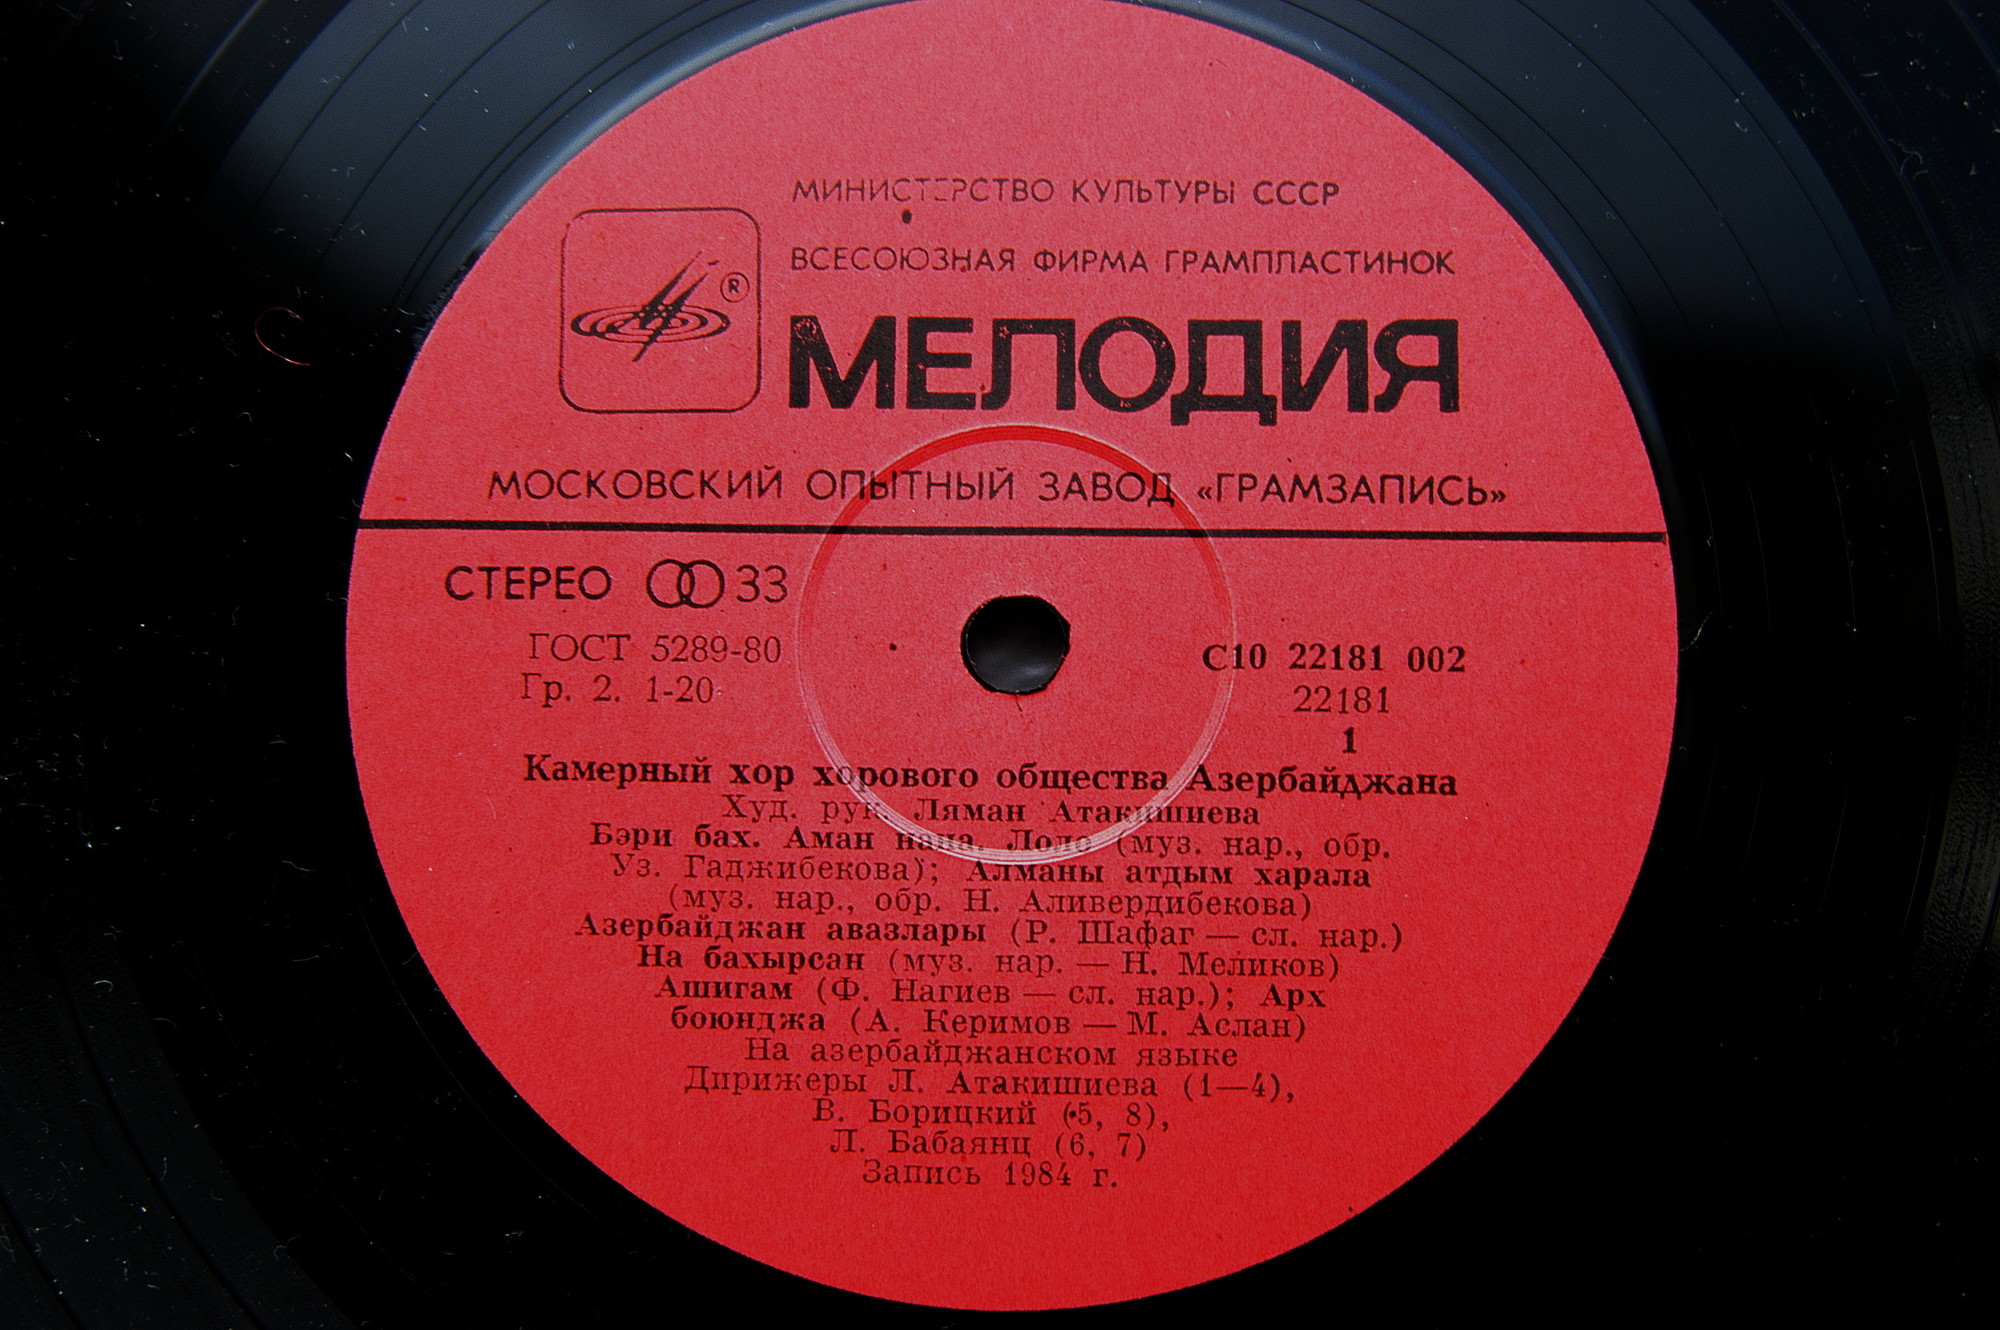 МИНИСТЕРСТВО КУЛЬТУРЫ СССР
ВСЕСОЮЗНАЯ ФИРМА ГРАМПЛАСТИНОК
R
МЕЛОДИЯ
МОСКОВСКИЙ ОПЫТНЫЙ ЗАВОД «ГРАМЗАПИСЬ»
СТЕРЕО 33
ГОСТ 5289-80
Гр. 2. 1-20
С10 22181 002
22181
1
Камерный хор хорового общества Азербайджана
Худ. рук. Ляман Атакишиева
Бэри бах. Аман нана. Лоло (муз. нар., обр.
Уз. Гаджибекова); Алманы атдым харала
(муз. нар., обр. Н. Аливердибекова)
Азербайджан авазлары (Р. Шафаг — сл. нар.)
На бахырсан (муз. нар. — Н. Меликов)
Ашигам (Ф. Нагиев — сл. нар.); Арх
боюнджа (А. Керимов — М. Аслан)
На азербайджанском языке
Дирижеры Л. Атакишиева (1—4),
В. Борицкий (5, 8),
Л. Бабаянц (6, 7)
Запись 1984 г.